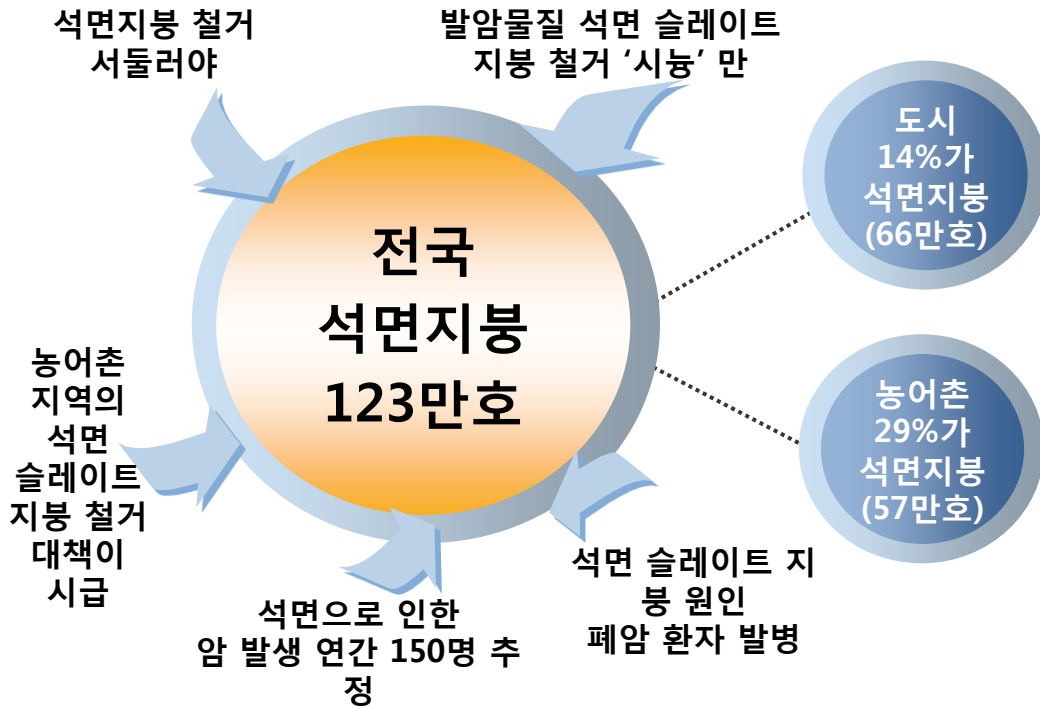 석면지붕 철거
서둘러야
발암물질 석면 슬레이트
지붕 철거 ‘시늉’ 만
도시
14%가
석면지붕
(66만호)
전국
석면지붕
123만호
농어촌
지역의
석면
슬레이트
지붕 철거
대책이
시급
농어촌
29%가
석면지붕
(57만호)
석면 슬레이트 지
붕 원인
폐암 환자 발병
석면으로 인한
암 발생 연간 150명 추
정